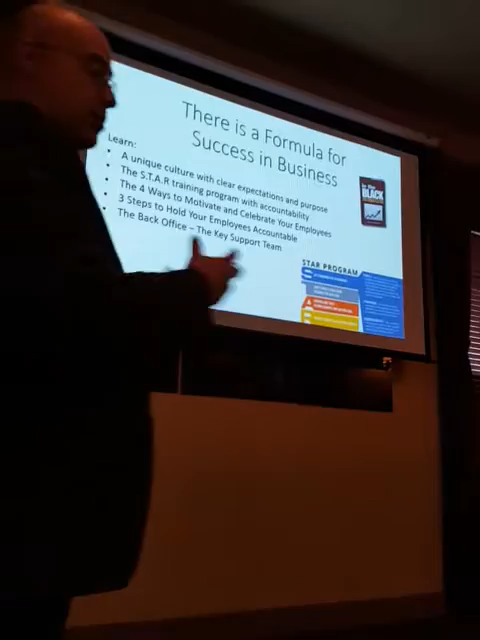 There is a Formula for
Success in Business
Learn:
• A unique culture with clear expectations and purpose
• The S.T.A.R training program with accountability
• The 4 Ways to Motivate and Celebrate Your Employees
• 3 Steps to Hold Your Employees Accountable
• The Back Office – The Key Support Team
BLACK
STAR PROGRAM